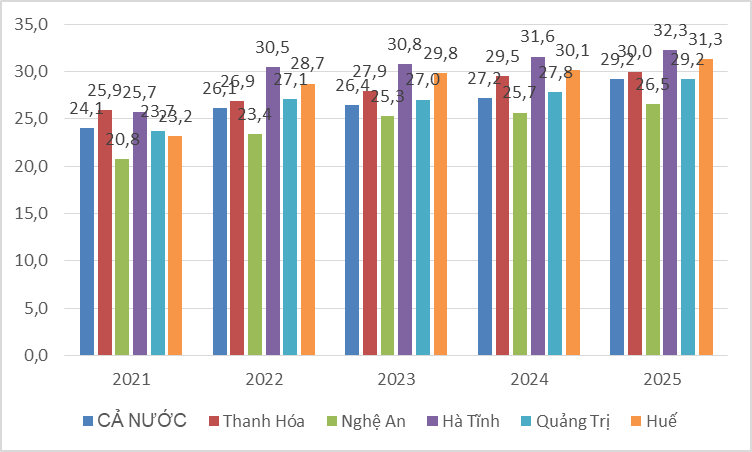 35,0
30,0
25,0
20,0
15,0
10,0
5,0
0,0
24,1 25,9 20,8 25,7 23,7 23,2
26,1 26,9 23,4 30,5 27,1 28,7
26,4 27,9 25,3 30,8 27,0 29,8
27,2 29,5 25,7 31,6 27,8 30,1
29,2 30,0 26,5 32,3 29,2 31,3
2021 2022 2023 2024 2025
CẢ NƯỚC Thanh Hóa Nghệ An Hà Tĩnh Quảng Trị Huế